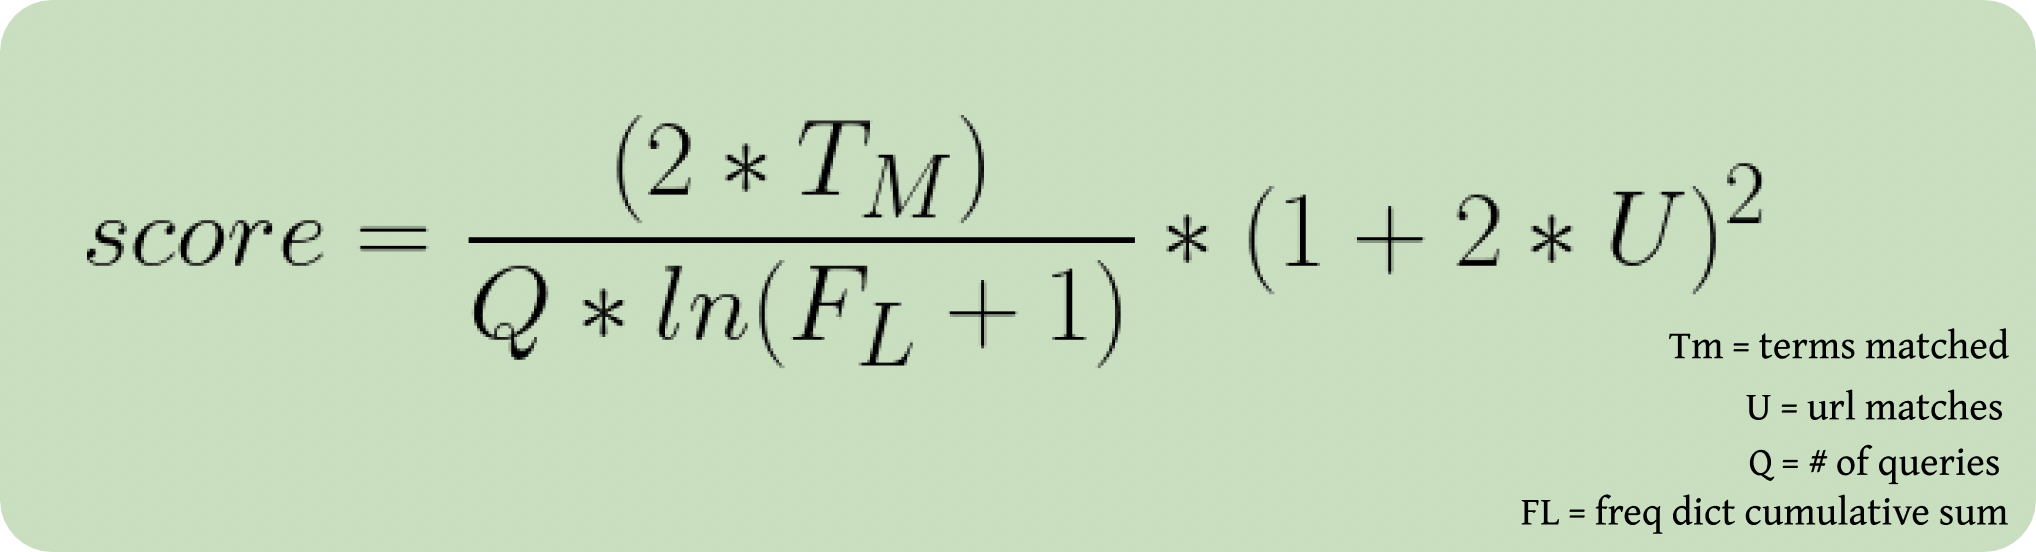 score = (2 * T_M) / (Q * ln(F_L + 1)) * (1 + 2 * U)^2
Tm = terms matched
U = url matches
Q = # of queries
FL = freq dict cumulative sum